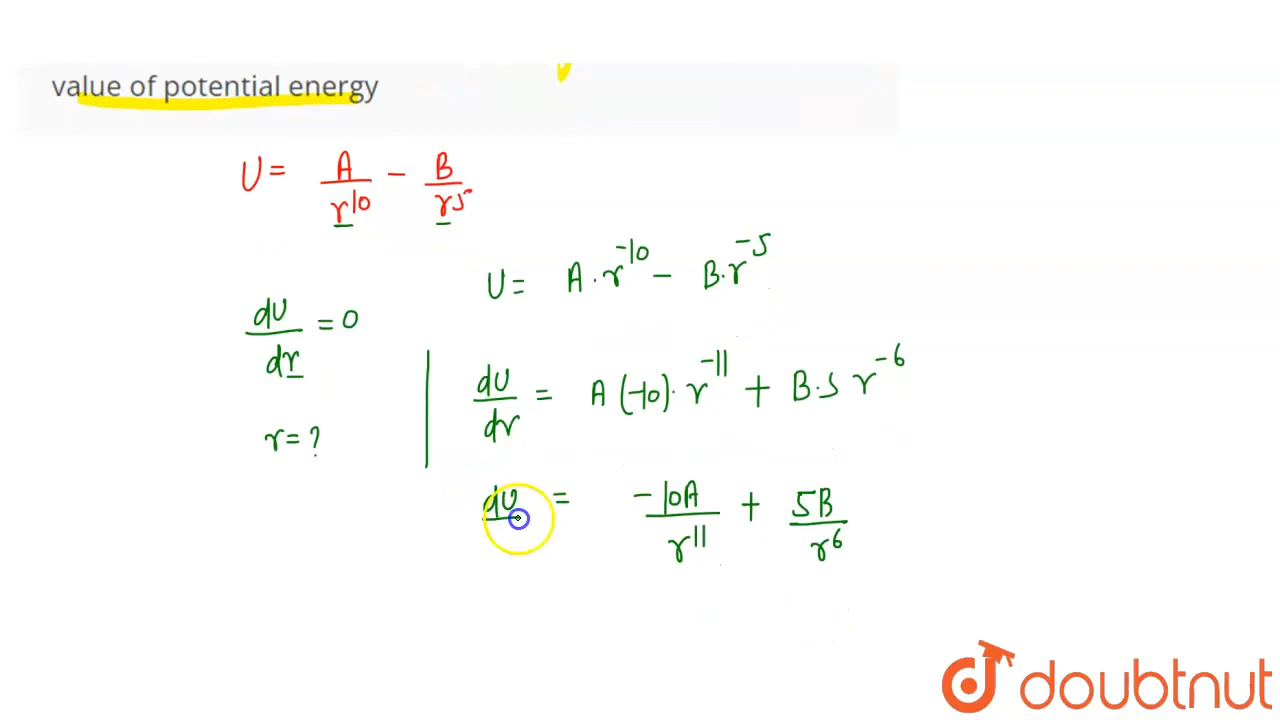 value of potential energy
U = A/r^10 - B/r^5
U = A·r^-10 - B·r^-5
dU/dr = 0
dU/dr = A(-10)·r^-11 + B·5 r^-6
r = ?
dU = -10A/r^11 + 5B/r^6
doubtnut